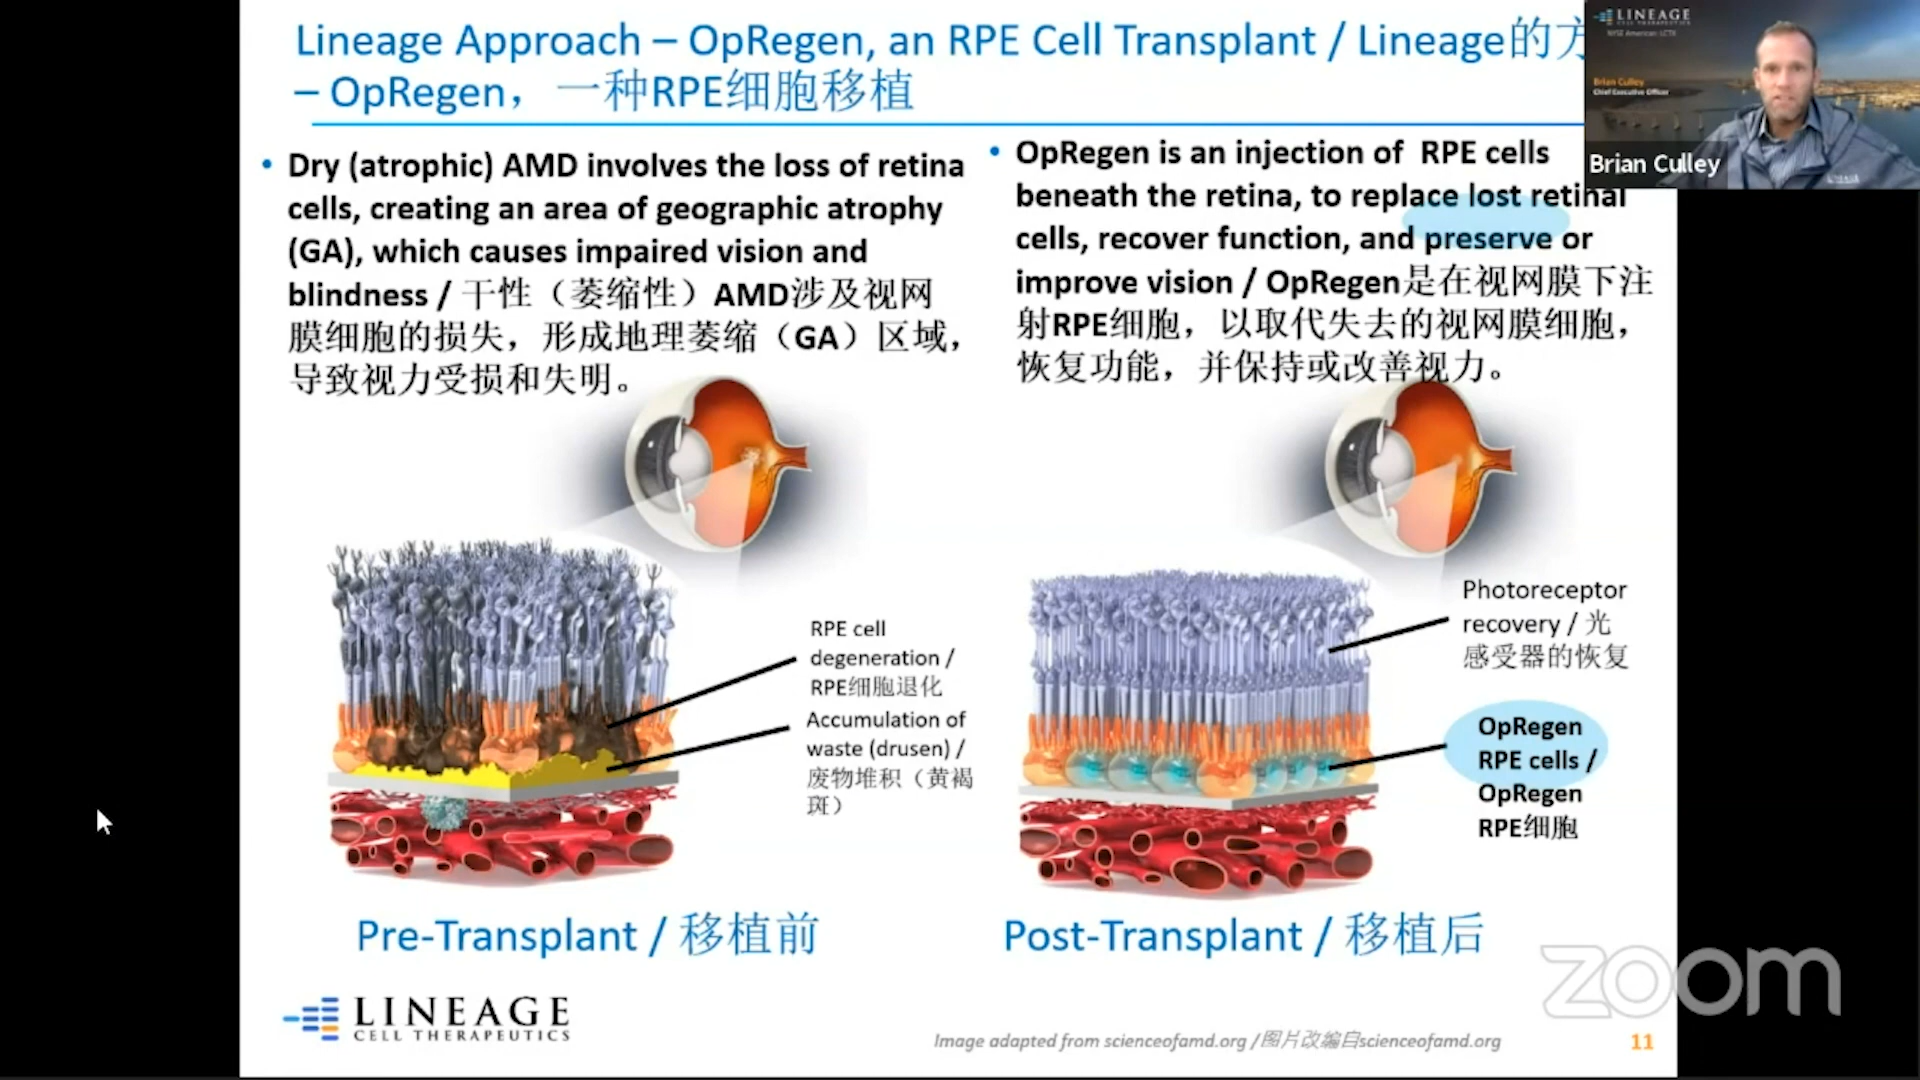 Lineage Approach – OpRegen, an RPE Cell Transplant / Lineage的方
– OpRegen，一种RPE细胞移植
• Dry (atrophic) AMD involves the loss of retina
cells, creating an area of geographic atrophy
(GA), which causes impaired vision and
blindness / 干性（萎缩性）AMD涉及视网
膜细胞的损失，形成地理萎缩（GA）区域，
导致视力受损和失明。
• OpRegen is an injection of RPE cells
beneath the retina, to replace lost retinal
cells, recover function, and preserve or
improve vision / OpRegen是在视网膜下注
射RPE细胞，以取代失去的视网膜细胞，
恢复功能，并保持或改善视力。
RPE cell
degeneration /
RPE细胞退化
Accumulation of
waste (drusen) /
废物堆积（黄褐
斑）
Photoreceptor
recovery / 光
感受器的恢复
OpRegen
RPE cells /
OpRegen
RPE细胞
Pre-Transplant / 移植前
Post-Transplant / 移植后
LINEAGE
CELL THERAPEUTICS
Image adapted from scienceofamd.org /图片改编自scienceofamd.org
11
zoom
LINEAGE
CELL THERAPEUTICS
NYSE American: LCTX
Brian Culley
Chief Executive Officer
LINEAGE
Brian Culley